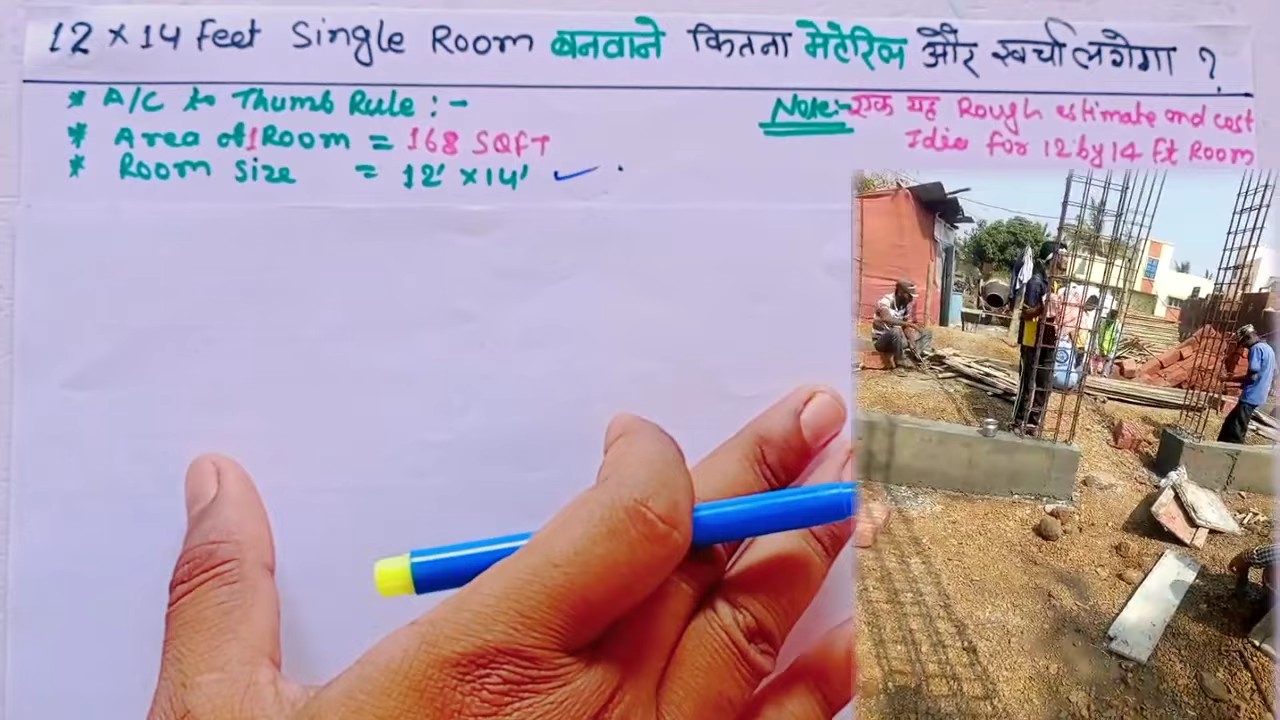 12 × 14 Feet Single Room बनवाने कितना मेटेरिल और खर्चा लगेगा ?
* A/C to Thumb Rule :-
* Area of 1 Room = 168 SQFT
* Room Size = 12' × 14'
Note:- एक यह Rough estimate and cost
Idie for 12 by 14 ft Room